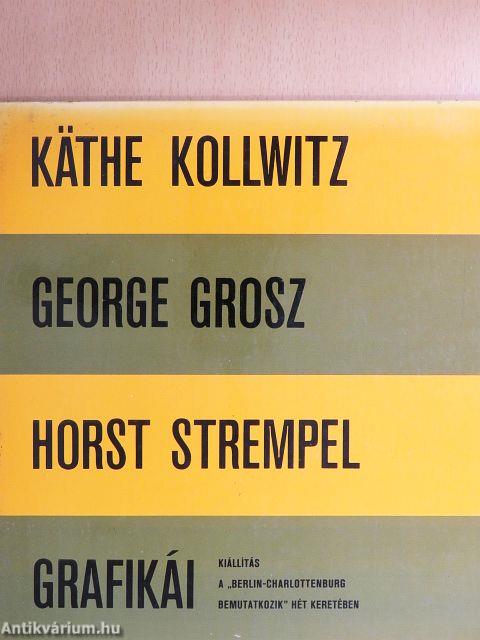 KÄTHE KOLLWITZ
GEORGE GROSZ
HORST STREMPEL
GRAFIKÁI
KIÁLLÍTÁS
A „BERLIN-CHARLOTTENBURG
BEMUTATKOZIK" HÉT KERETÉBEN
Antikvárium.hu